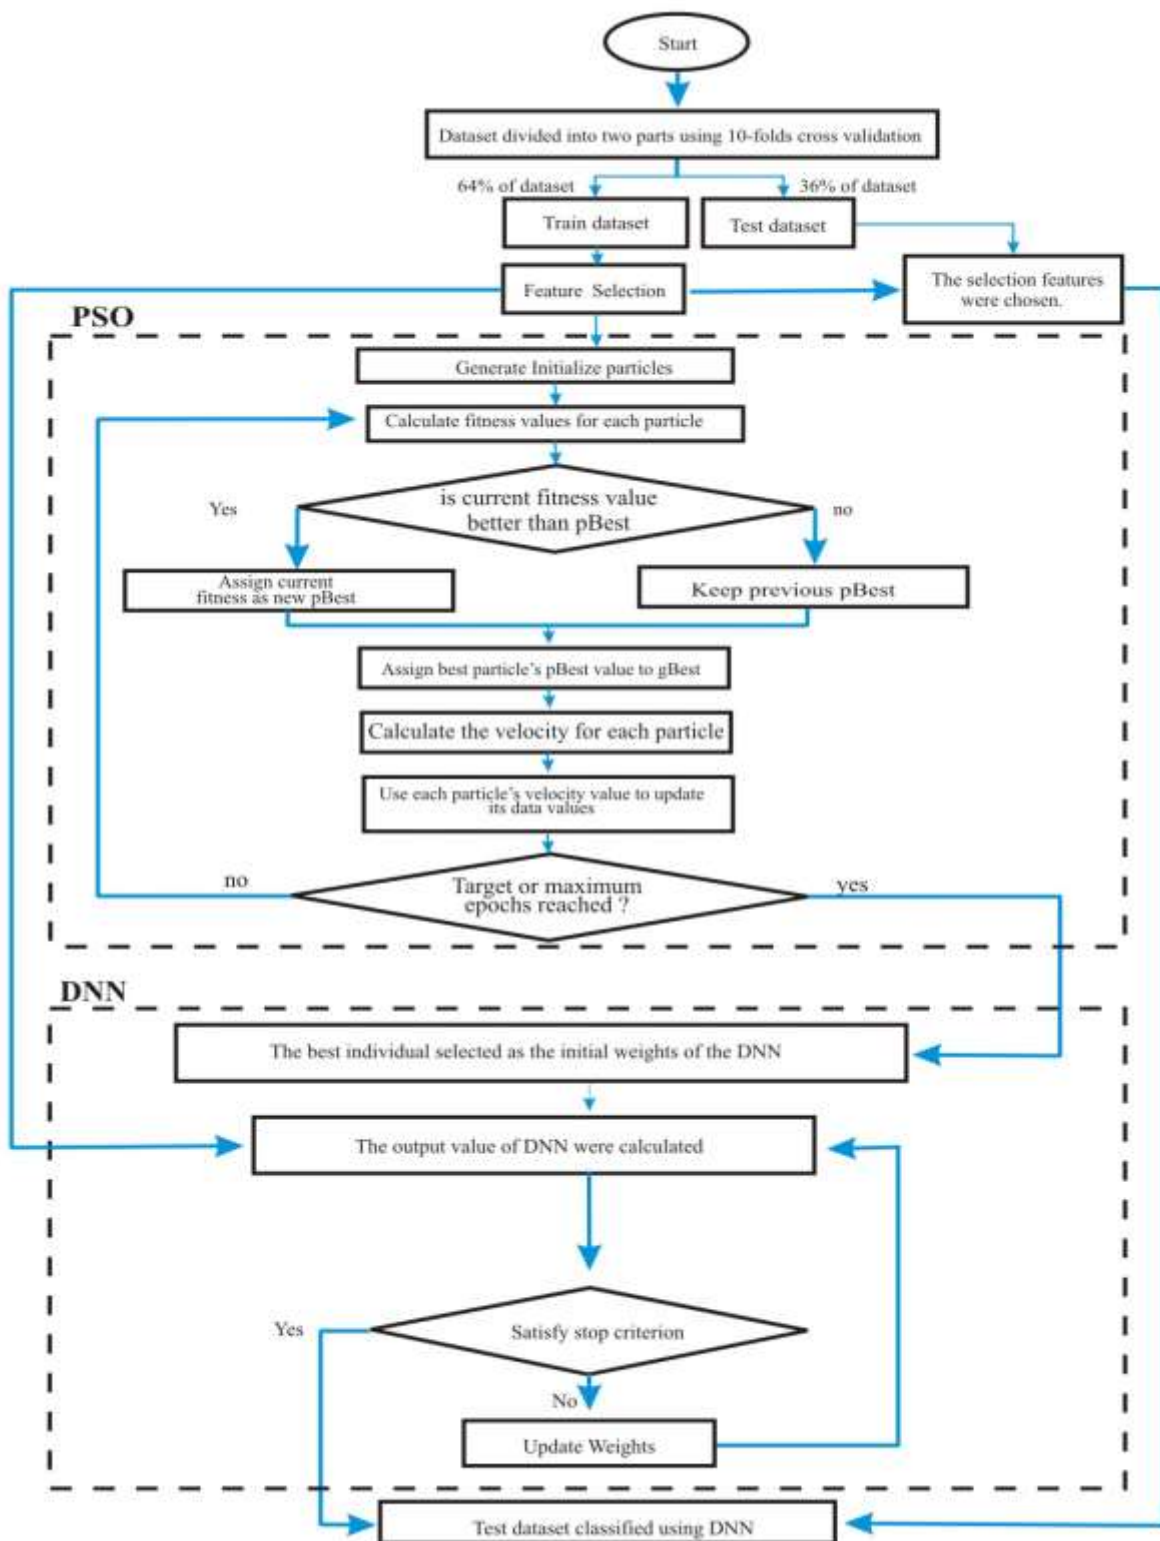 Start
Dataset divided into two parts using 10-folds cross validation
64% of dataset
36% of dataset
Train dataset
Test dataset
Feature Selection
The selection features
were chosen.
PSO
Generate Initialize particles
Calculate fitness values for each particle
is current fitness value
better than pBest
Yes
no
Assign current
fitness as new pBest
Keep previous pBest
Assign best particle's pBest value to gBest
Calculate the velocity for each particle
Use each particle's velocity value to update
its data values
Target or maximum
epochs reached ?
no
yes
DNN
The best individual selected as the initial weights of the DNN
The output value of DNN were calculated
Satisfy stop criterion
Yes
No
Update Weights
Test dataset classified using DNN